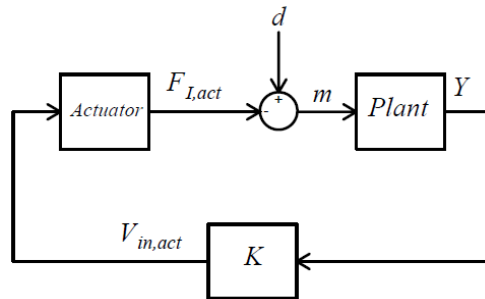 d
F_{I,act}
+
Actuator
-
m
Plant
Y
V_{in,act}
K